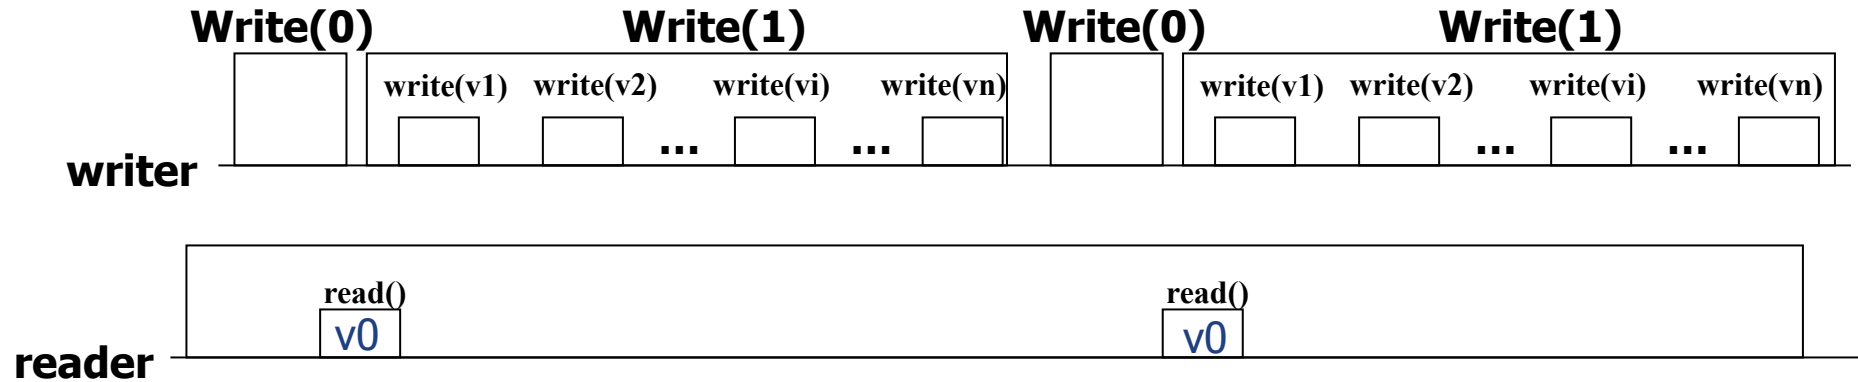 Write(0) Write(1) Write(0) Write(1)
write(v1) write(v2) write(vi) write(vn) write(v1) write(v2) write(vi) write(vn)
... ... ... ...
writer
read() read()
v0 v0
reader